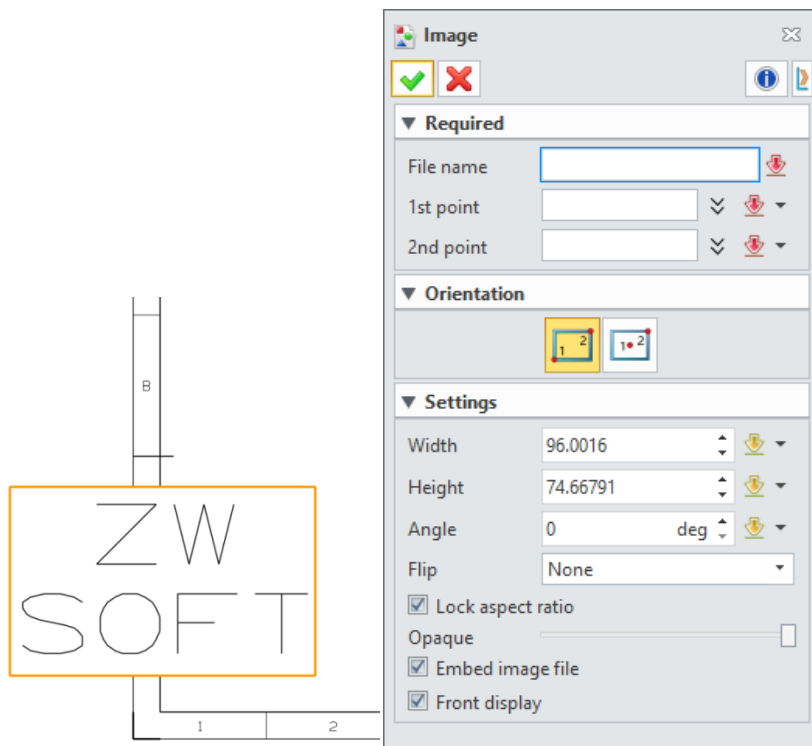 Image
Required
File name
1st point
2nd point
Orientation
1 2
1 2
Settings
Width 96.0016
Height 74.66791
Angle 0 deg
Flip None
Lock aspect ratio
Opaque
Embed image file
Front display
B
ZW
SOFT
1 2